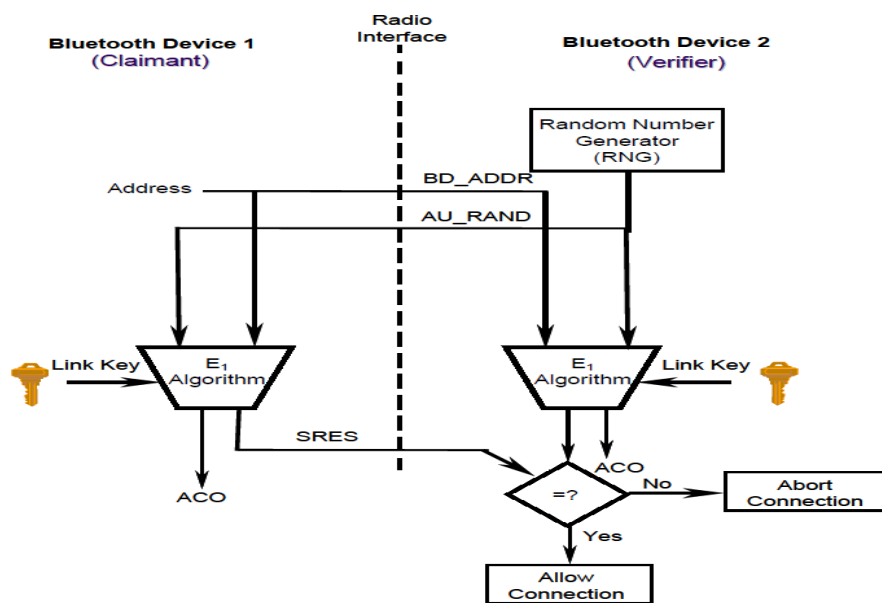 Radio
Interface
Bluetooth Device 1
(Claimant)
Bluetooth Device 2
(Verifier)
Random Number
Generator
(RNG)
Address
BD_ADDR
AU_RAND
Link Key
E₁
Algorithm
E₁
Algorithm
Link Key
SRES
ACO
ACO
=?
No
Abort
Connection
Yes
Allow
Connection